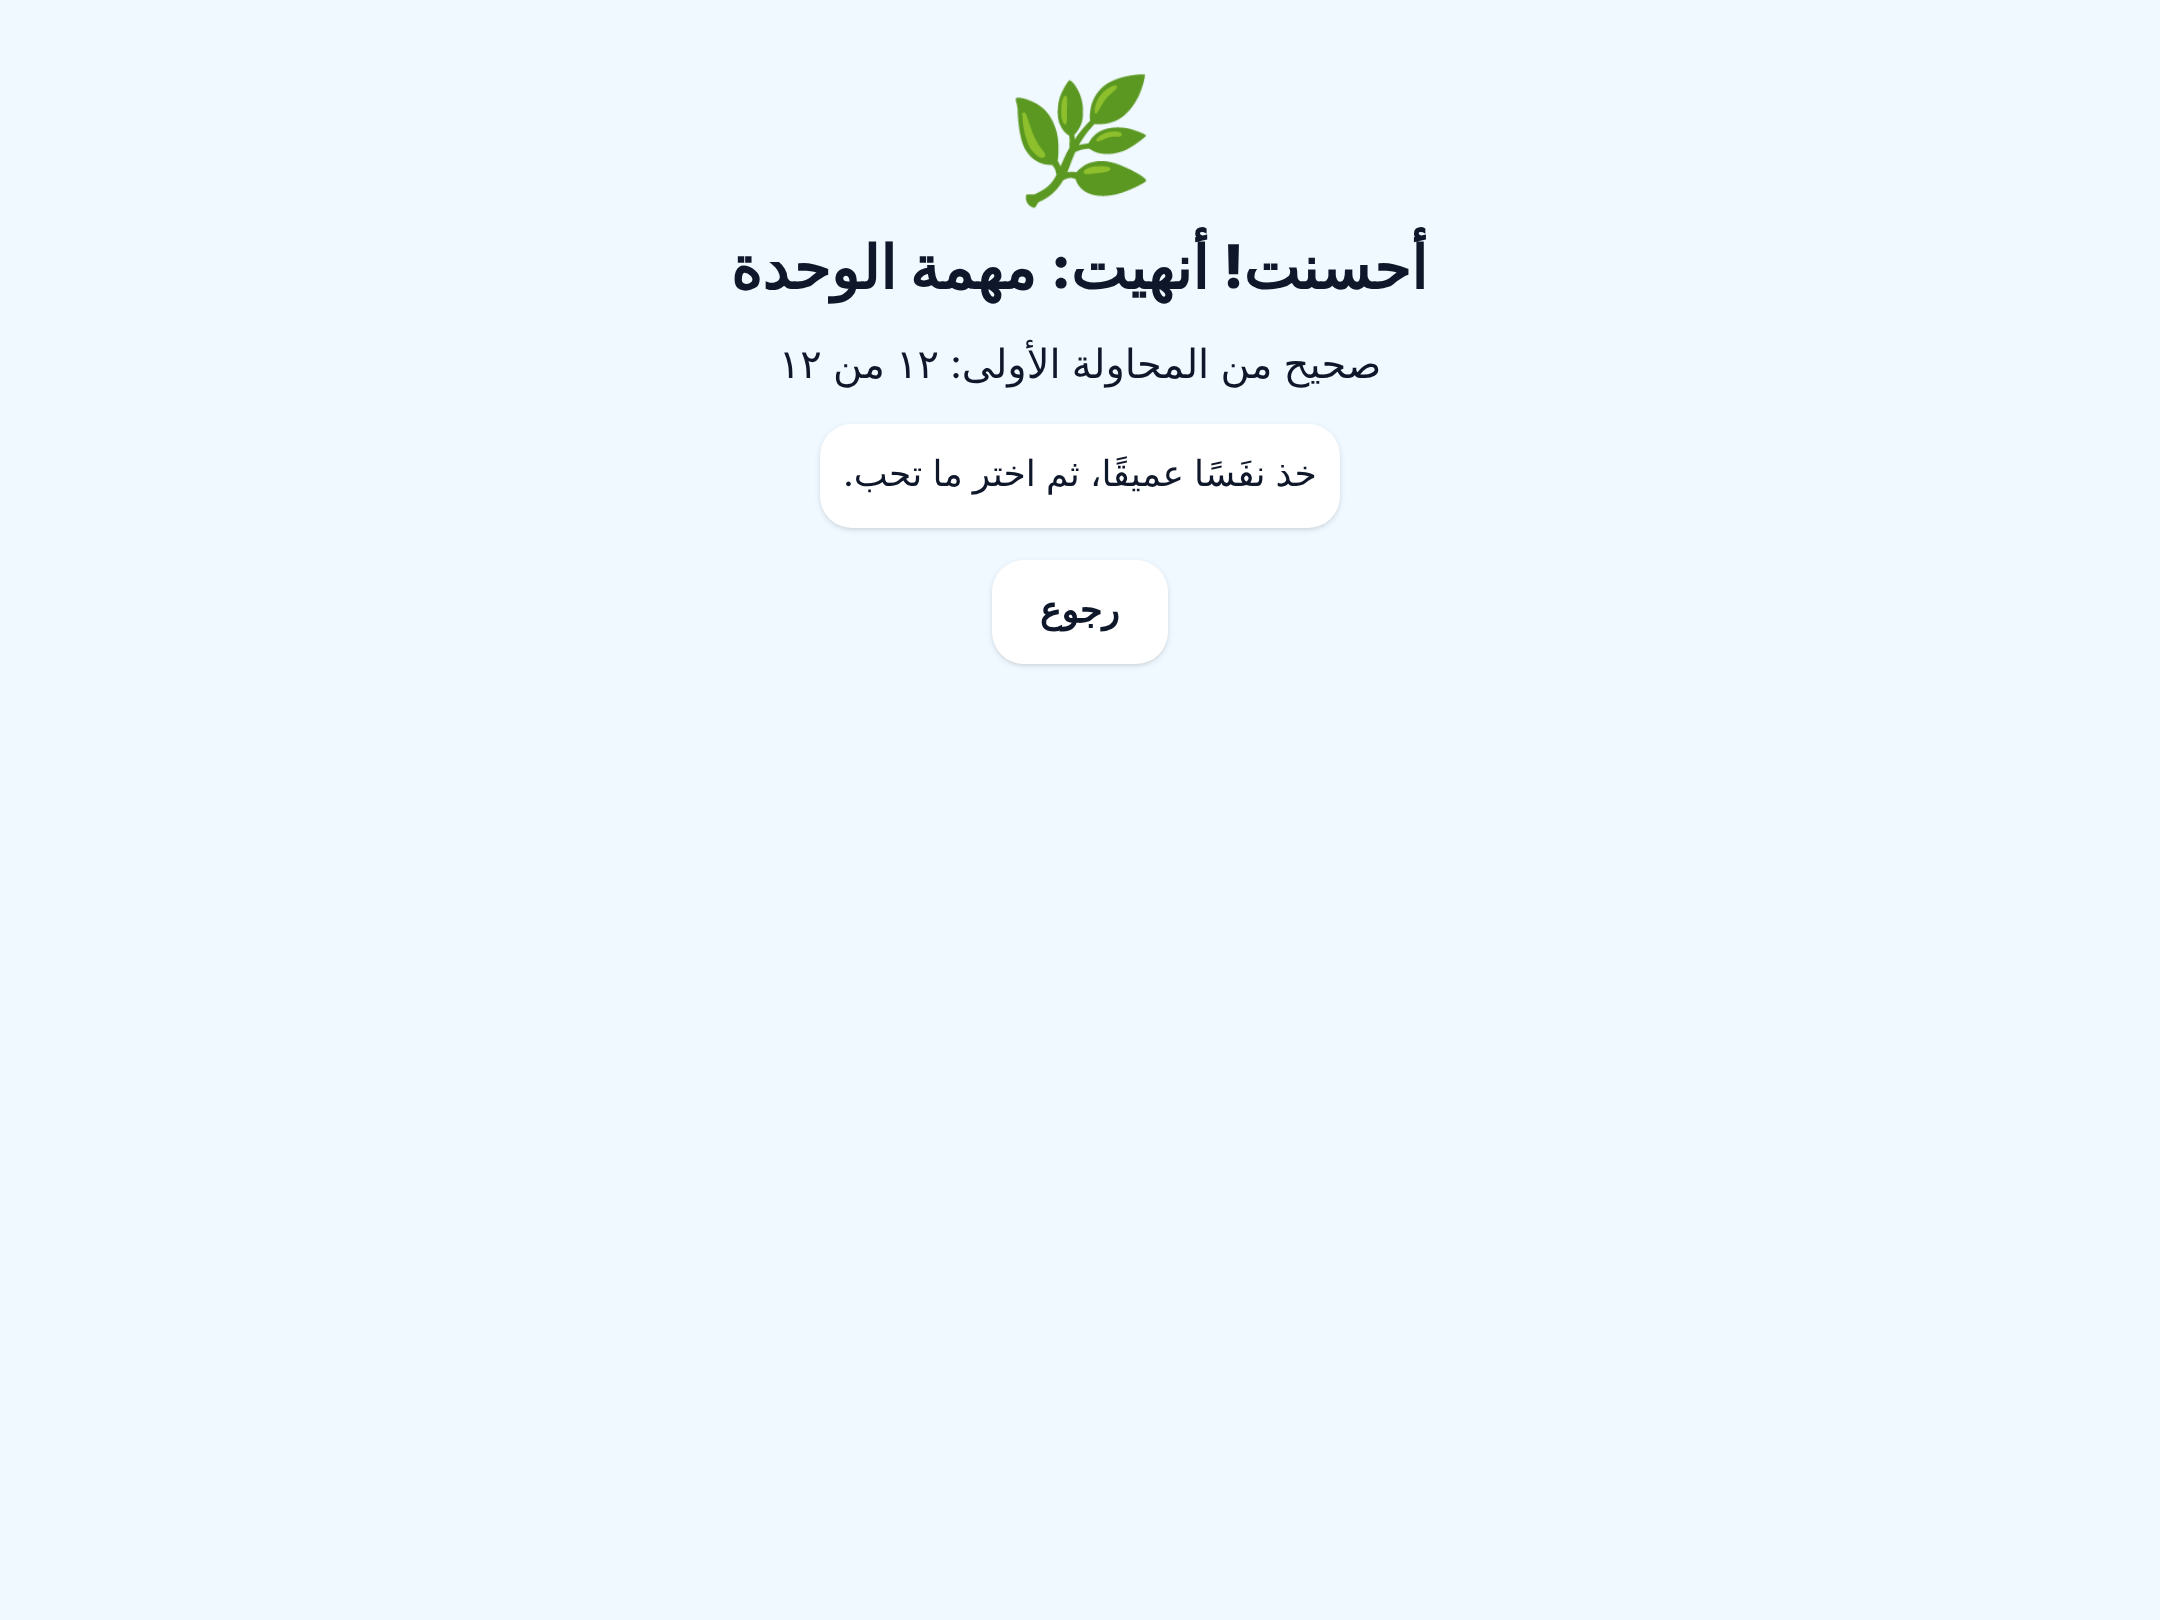 أحسنت! أنهيت: مهمة الوحدة
صحيح من المحاولة الأولى: ١٢ من ١٢
خذ نفَسًا عميقًا، ثم اختر ما تحب.
رجوع